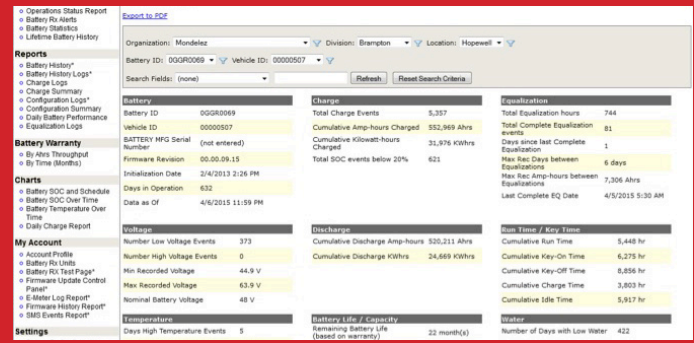 Operations Status Report
Battery Rx Alerts
Battery Statistics
Lifetime Battery History
Reports
Battery History*
Battery History Logs*
Charge Logs
Charge Summary
Configuration Logs*
Configuration Summary
Daily Battery Performance
Equalization Logs
Battery Warranty
By Ahrs Throughput
By Time (Months)
Charts
Battery SOC and Schedule
Battery SOC Over Time
Battery Temperature Over
Time
Daily Charge Report
My Account
Account Profile
Battery Rx Units
Battery RX Test Page*
Firmware Update Control
Panel*
E-Meter Log Report*
Firmware History Report*
SMS Events Report*
Settings
Export to PDF
Organization: Mondelez Division: Brampton Location: Hopewell
Battery ID: 0GGR0069 Vehicle ID: 00000507
Search Fields: (none) Refresh Reset Search Criteria
Battery
Battery ID 0GGR0069
Vehicle ID 00000507
BATTERY MFG Serial
Number (not entered)
Firmware Revision 00.00.09.15
Initialization Date 2/4/2013 2:26 PM
Days in Operation 632
Data as Of 4/6/2015 11:59 PM
Charge
Total Charge Events 5,357
Cumulative Amp-hours Charged 552,969 Ahrs
Cumulative Kilowatt-hours
Charged 31,976 KWhrs
Total SOC events below 20% 621
Equalization
Total Equalization hours 744
Total Complete Equalization
events 81
Days since last Complete
Equalization 1
Max Rec Days between
Equalizations 6 days
Max Rec Amp-hours between
Equalizations 7,306 Ahrs
Last Complete EQ Date 4/5/2015 5:30 AM
Voltage
Number Low Voltage Events 373
Number High Voltage Events 0
Min Recorded Voltage 44.9 V
Max Recorded Voltage 63.9 V
Nominal Battery Voltage 48 V
Discharge
Cumulative Discharge Amp-hours 520,211 Ahrs
Cumulative Discharge KWhrs 24,669 KWhrs
Run Time / Key Time
Cumulative Run Time 5,448 hr
Cumulative Key-On Time 6,275 hr
Cumulative Key-Off Time 8,856 hr
Cumulative Charge Time 3,803 hr
Cumulative Idle Time 5,917 hr
Temperature
Days High Temperature Events 5
Battery Life / Capacity
Remaining Battery Life
(based on warranty) 22 month(s)
Water
Number of Days with Low Water 422